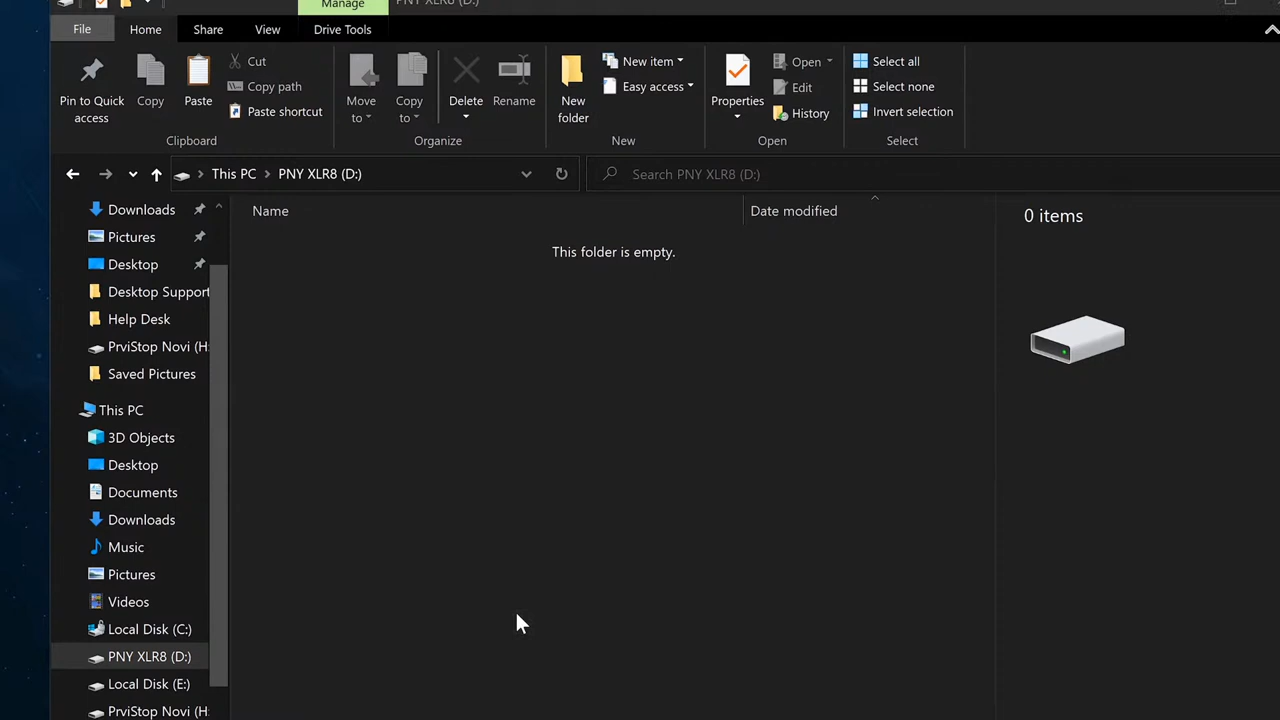 Manage
PNY XLR8 (D:)
File
Home
Share
View
Drive Tools
Pin to Quick access
Copy
Paste
Cut
Copy path
Paste shortcut
Clipboard
Move to
Copy to
Delete
Rename
Organize
New folder
New item
Easy access
New
Properties
Open
Edit
History
Open
Select all
Select none
Invert selection
Select
This PC
PNY XLR8 (D:)
Search PNY XLR8 (D:)
Name
Date modified
This folder is empty.
0 items
Downloads
Pictures
Desktop
Desktop Support
Help Desk
PrviStop Novi (H:
Saved Pictures
This PC
3D Objects
Desktop
Documents
Downloads
Music
Pictures
Videos
Local Disk (C:)
PNY XLR8 (D:)
Local Disk (E:)
PrviStop Novi (H: